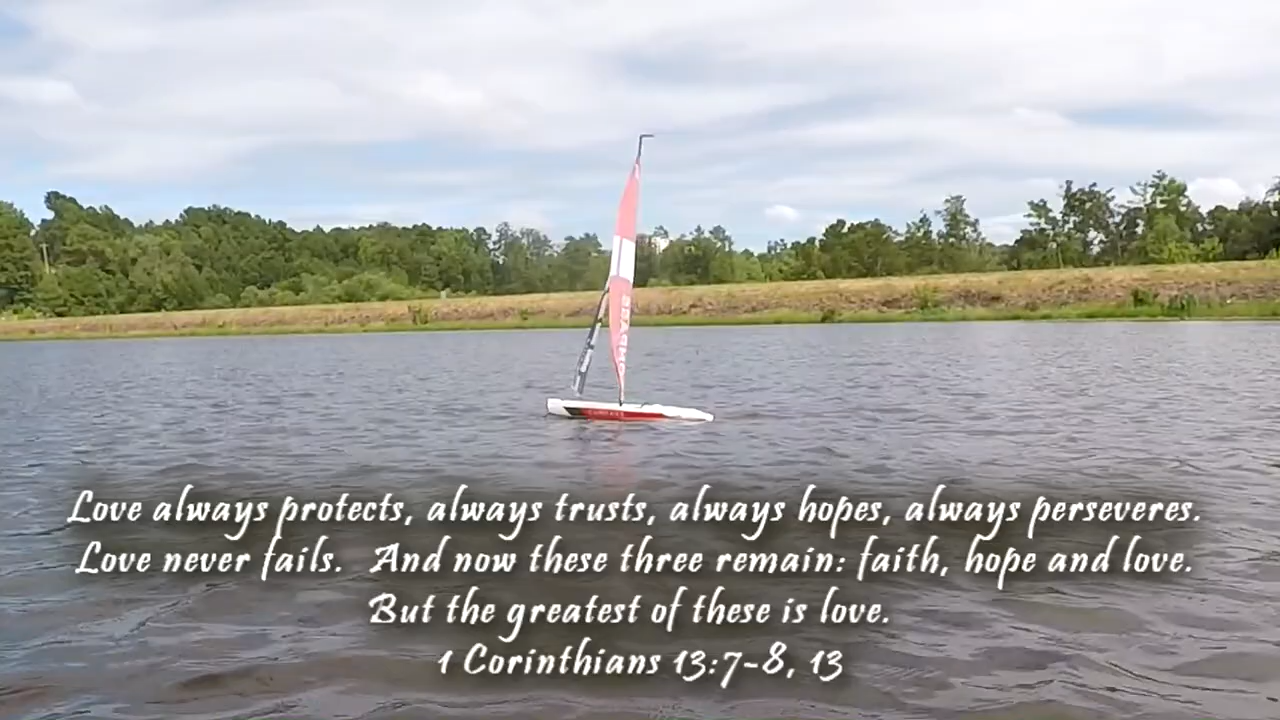 Love always protects, always trusts, always hopes, always perseveres.
Love never fails. And now these three remain: faith, hope and love.
But the greatest of these is love.
1 Corinthians 13:7-8, 13